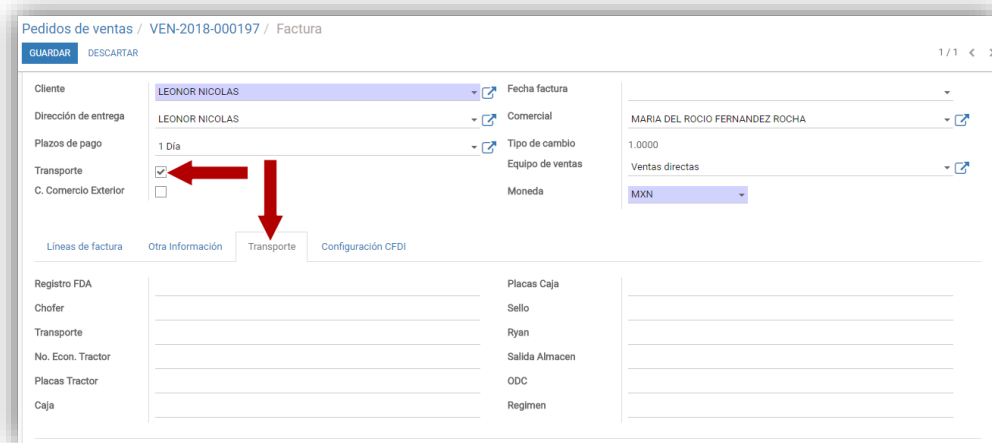 Pedidos de ventas / VEN-2018-000197 / Factura
GUARDAR DESCARTAR 1 / 1
Cliente LEONOR NICOLAS Fecha factura
Dirección de entrega LEONOR NICOLAS Comercial MARIA DEL ROCIO FERNANDEZ ROCHA
Plazos de pago 1 Día Tipo de cambio 1.0000
Transporte Equipo de ventas Ventas directas
C. Comercio Exterior Moneda MXN
Líneas de factura Otra Información Transporte Configuración CFDI
Registro FDA Placas Caja
Chofer Sello
Transporte Ryan
No. Econ. Tractor Salida Almacen
Placas Tractor ODC
Caja Regimen